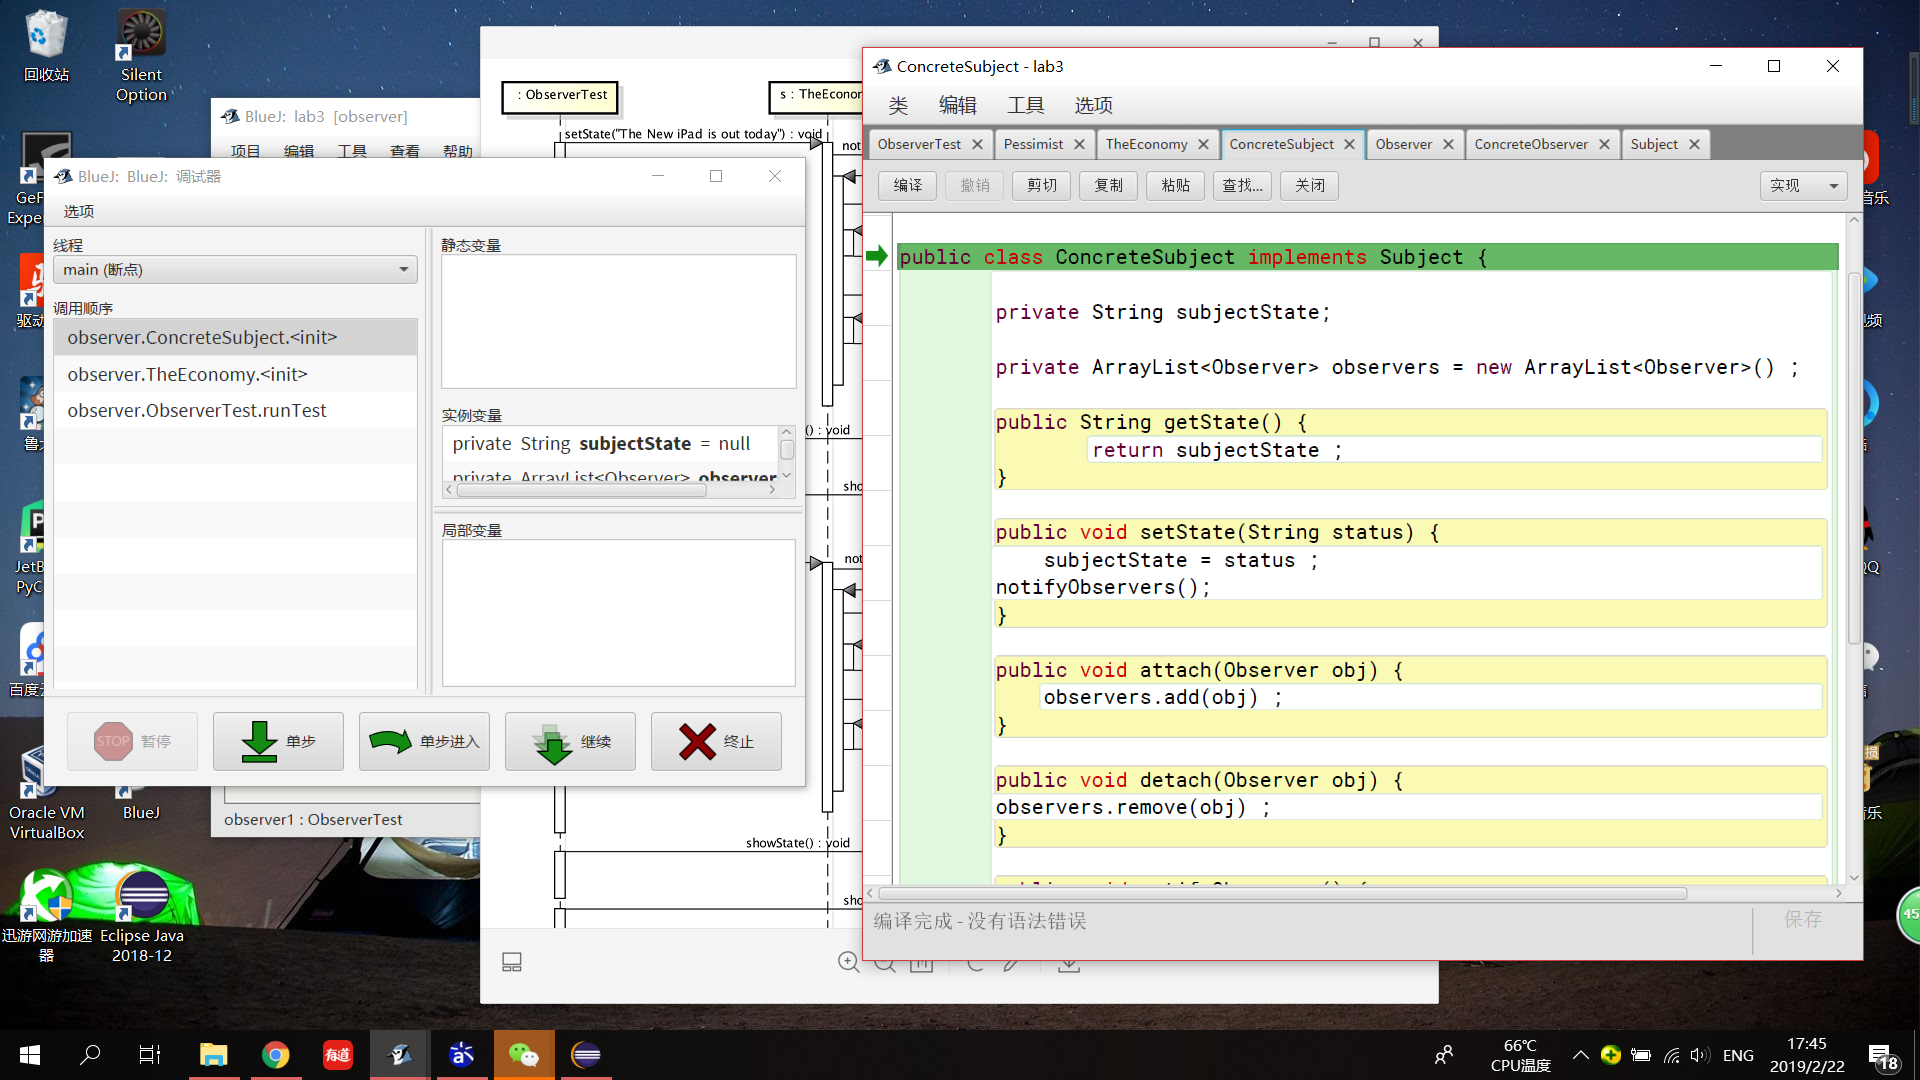 回收站
Silent
Option
GeF
Exper
驱动
鲁大
JetB
PyC
百度云
Oracle VM
VirtualBox
BlueJ
迅游网游加速
器
Eclipse Java
2018-12
BlueJ: lab3 [observer]
项目 编辑 工具 查看 帮助
observer1 : ObserverTest
BlueJ: BlueJ: 调试器
选项
线程
main (断点)
调用顺序
observer.ConcreteSubject.<init>
observer.TheEconomy.<init>
observer.ObserverTest.runTest
静态变量
实例变量
private String subjectState = null
private ArrayList<Observer> observer
局部变量
STOP 暂停
单步
单步进入
继续
终止
: ObserverTest
s : TheEconor
setState("The New iPad is out today") : void
not
() : void
sho
not
showState() : void
sho
ConcreteSubject - lab3
类 编辑 工具 选项
ObserverTest
Pessimist
TheEconomy
ConcreteSubject
Observer
ConcreteObserver
Subject
编译 撤销 剪切 复制 粘贴 查找... 关闭 实现
public class ConcreteSubject implements Subject {
private String subjectState;
private ArrayList<Observer> observers = new ArrayList<Observer>() ;
public String getState() {
return subjectState ;
}
public void setState(String status) {
subjectState = status ;
notifyObservers();
}
public void attach(Observer obj) {
observers.add(obj) ;
}
public void detach(Observer obj) {
observers.remove(obj) ;
}
编译完成 - 没有语法错误
保存
音乐
视频
QQ
损
乐
45
有道
66℃
CPU温度
ENG
17:45
2019/2/22
18